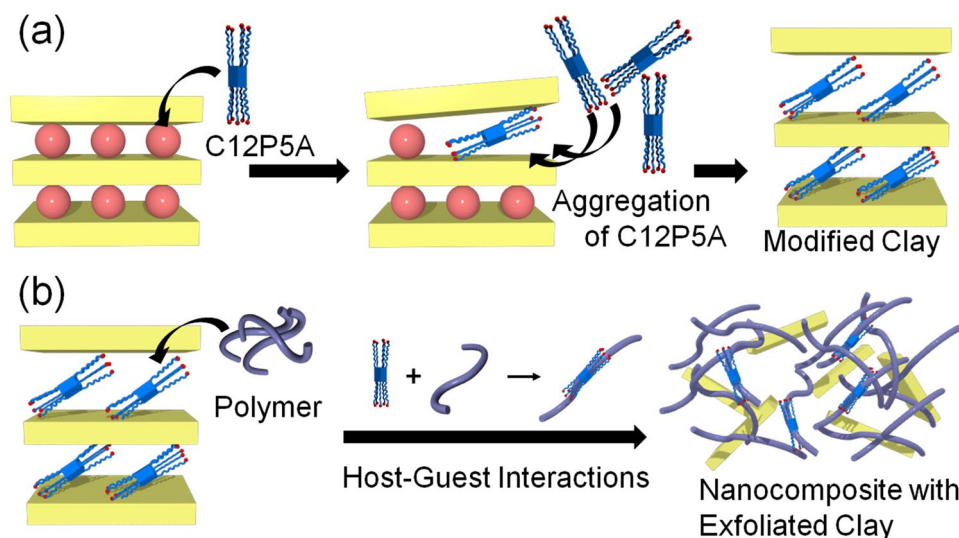 (a)
C12P5A
Aggregation
of C12P5A
Modified Clay
(b)
Polymer
+
Host-Guest Interactions
Nanocomposite with
Exfoliated Clay